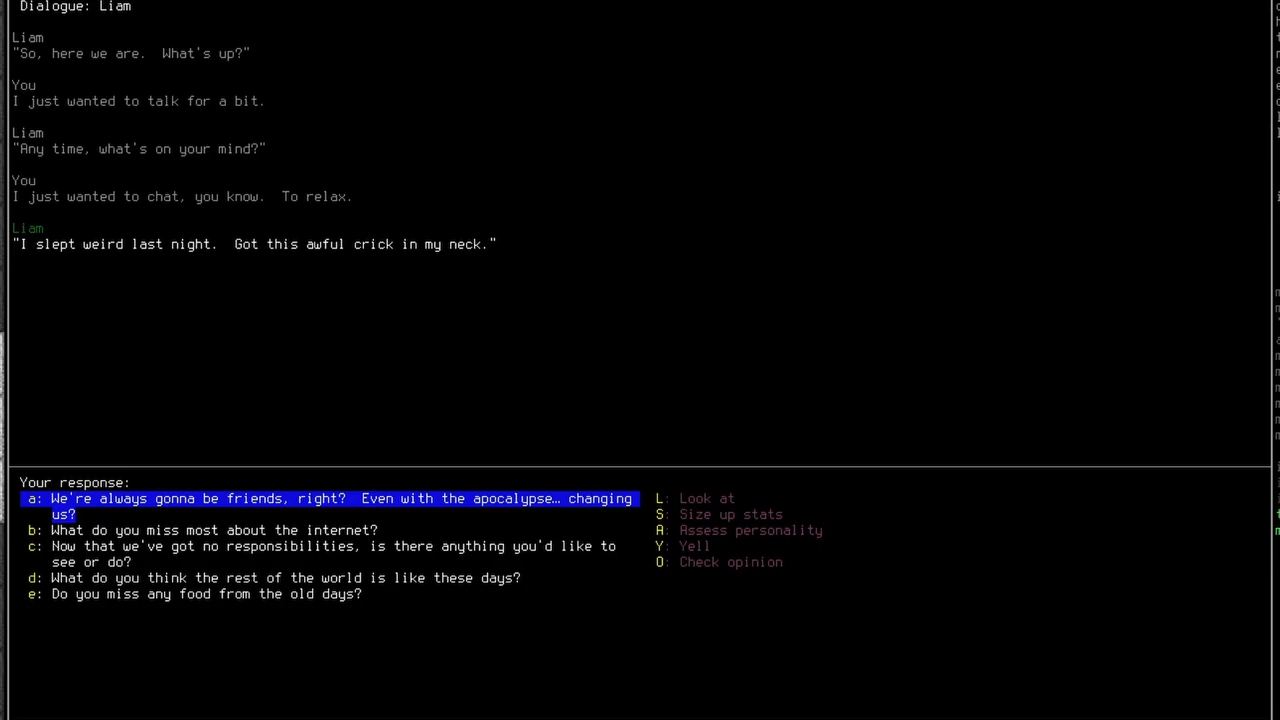 Dialogue: Liam
Liam
"So, here we are.  What's up?"
You
I just wanted to talk for a bit.
Liam
"Any time, what's on your mind?"
You
I just wanted to chat, you know.  To relax.
Liam
"I slept weird last night.  Got this awful crick in my neck."
Your response:
a: We're always gonna be friends, right?  Even with the apocalypse… changing
us?
b: What do you miss most about the internet?
c: Now that we've got no responsibilities, is there anything you'd like to
see or do?
d: What do you think the rest of the world is like these days?
e: Do you miss any food from the old days?
L: Look at
S: Size up stats
A: Assess personality
Y: Yell
O: Check opinion